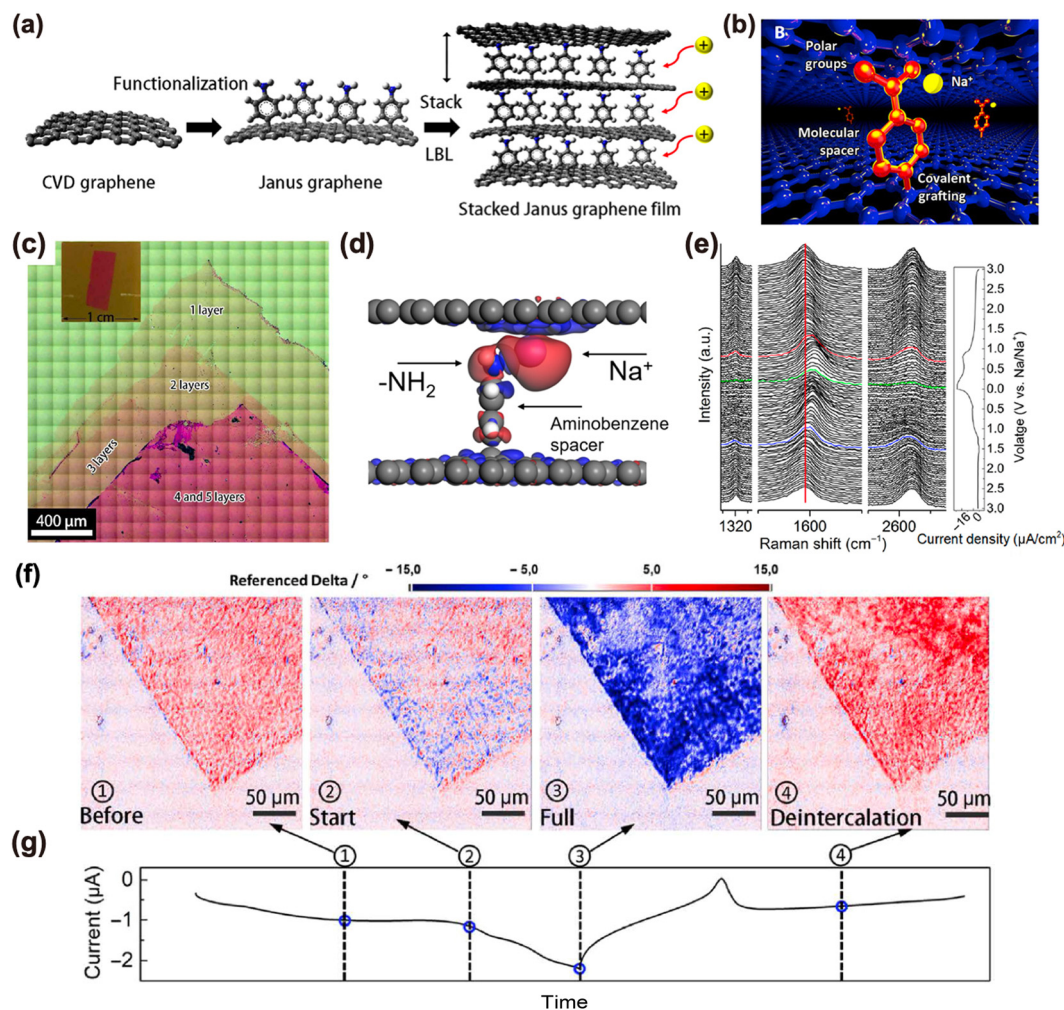 (a)
Functionalization
Stack
LBL
CVD graphene
Janus graphene
Stacked Janus graphene film
+
+
+
(b)
B
Polar
groups
Na⁺
Molecular
spacer
Covalent
grafting
(c)
1 cm
1 layer
2 layers
3 layers
4 and 5 layers
400 μm
(d)
-NH₂
Na⁺
Aminobenzene
spacer
(e)
Intensity (a.u.)
1320
1600
2600
Raman shift (cm⁻¹)
3.0
2.5
2.0
1.5
1.0
0.5
0.0
0.5
1.0
1.5
2.0
2.5
3.0
Volatge (V vs. Na/Na⁺)
-16
0
Current density (μA/cm²)
(f)
Referenced Delta / °
- 15,0
- 5,0
5,0
15,0
① Before
50 μm
② Start
50 μm
③ Full
50 μm
④ Deintercalation
50 μm
(g)
① ② ③ ④
Current (μA)
0
−1
−2
Time